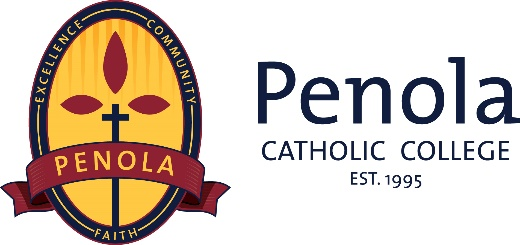 EXCELLENCE
COMMUNITY
PENOLA
FAITH
Penola
CATHOLIC COLLEGE
EST. 1995